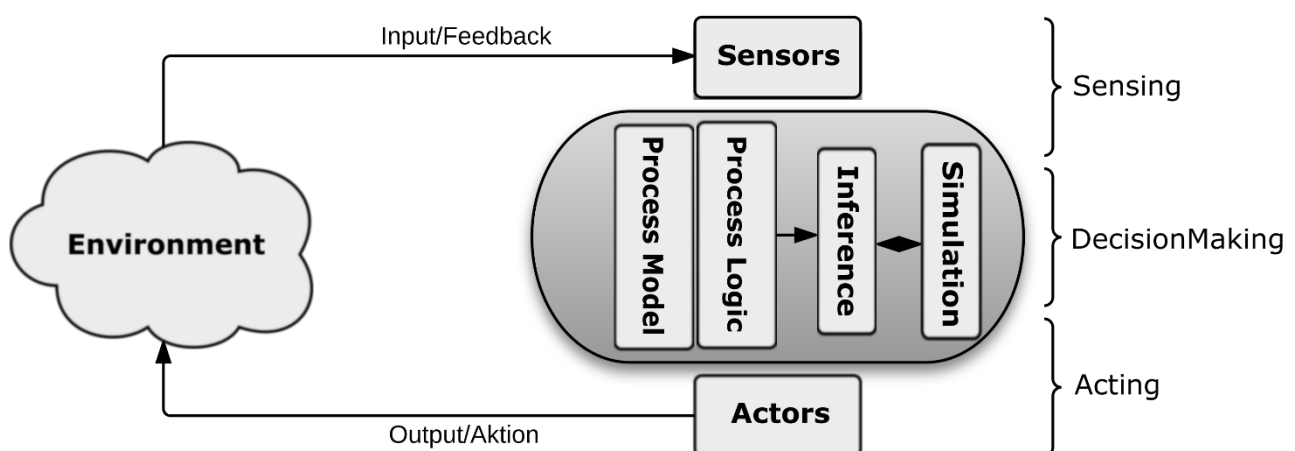 Input/Feedback
Sensors
Sensing
Environment
Process Model
Process Logic
Inference
Simulation
DecisionMaking
Acting
Actors
Output/Aktion